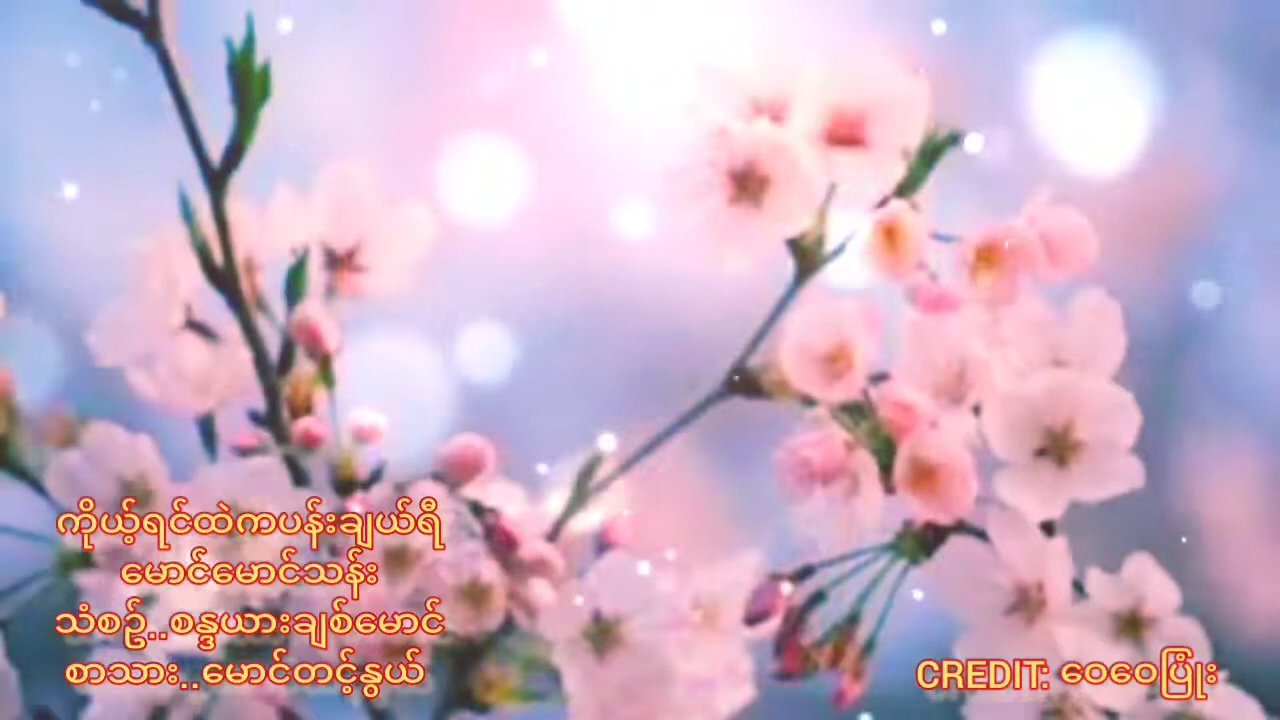 ကိုယ့်ရင်ထဲကပန်းချယ်ရီ
မောင်မောင်သန်း
သံစဥ်..စန္ဒယားချစ်မောင်
စာသား..မောင်တင့်နွယ်
CREDIT: ဝေဝေဖြိုး